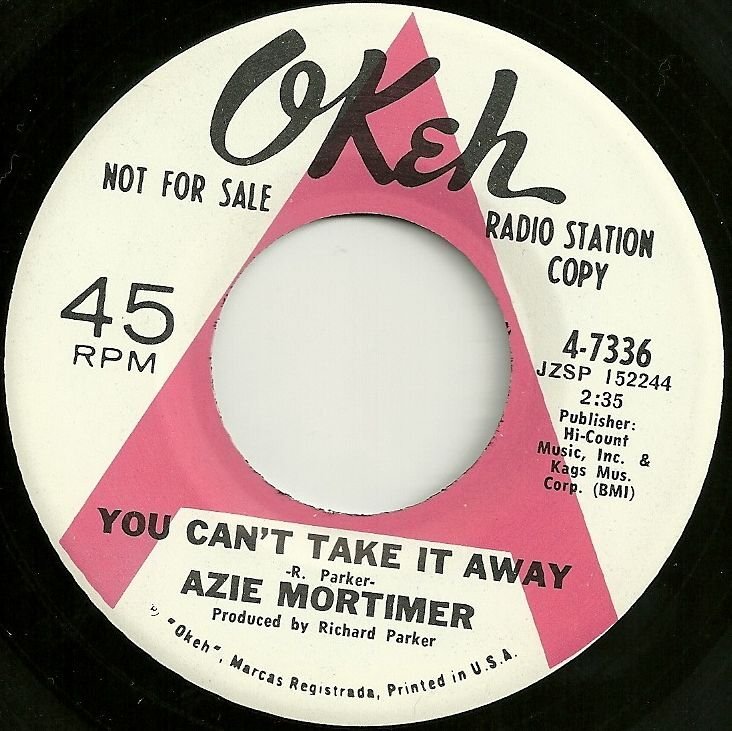 OKeh
NOT FOR SALE
RADIO STATION
COPY
45
RPM
4-7336
JZSP 152244
2:35
Publisher:
Hi-Count
Music, Inc. &
Kags Mus.
Corp. (BMI)
YOU CAN'T TAKE IT AWAY
-R. Parker-
AZIE MORTIMER
Produced by Richard Parker
"Okeh", Marcas Registrada, Printed in U.S.A.